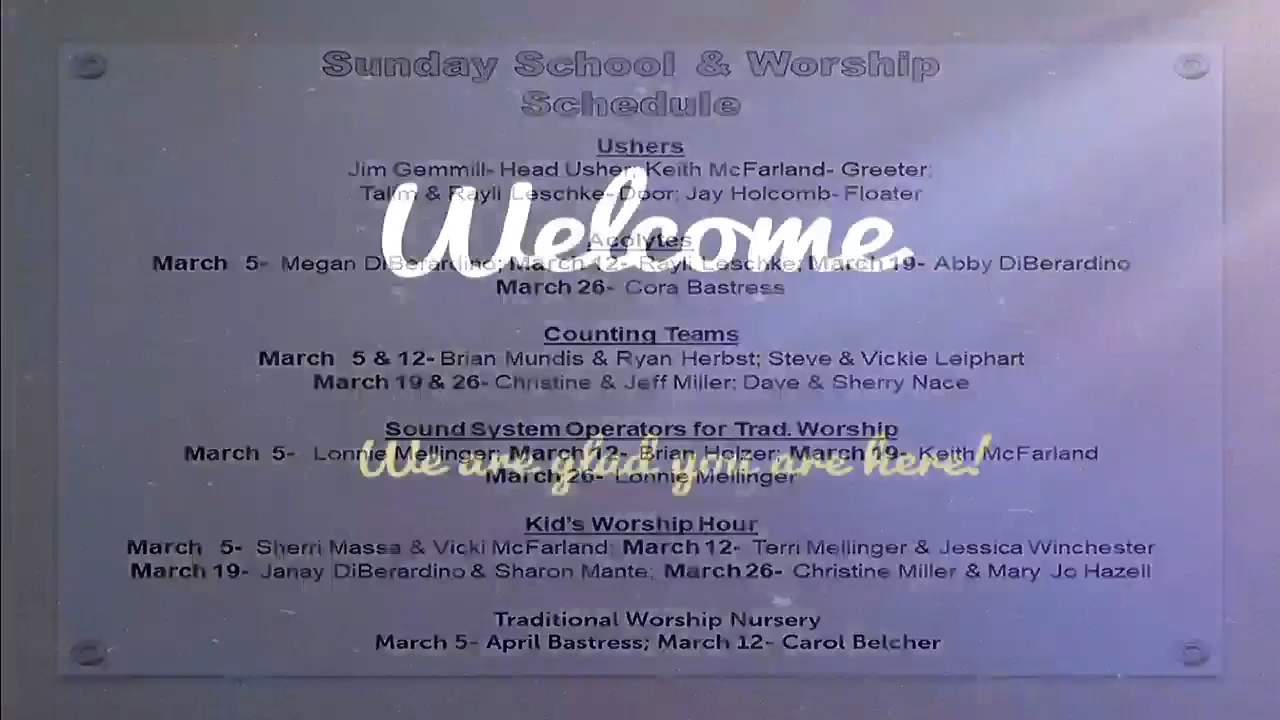 Sunday School & Worship
Schedule
Ushers
Jim Gemmill- Head Usher; Keith McFarland- Greeter;
Talim & Rayli Leschke- Door; Jay Holcomb- Floater
Welcome
Acolytes
March 5- Megan DiBerardino; March 12- Rayli Leschke; March 19- Abby DiBerardino
March 26- Cora Bastress
Counting Teams
March 5 & 12- Brian Mundis & Ryan Herbst; Steve & Vickie Leiphart
March 19 & 26- Christine & Jeff Miller; Dave & Sherry Nace
Sound System Operators for Trad. Worship
March 5- Lonnie Mellinger; March 12- Brian Holzer; March 19- Keith McFarland
We are glad you are here!
March 26- Lonnie Mellinger
Kid's Worship Hour
March 5- Sherri Massa & Vicki McFarland; March 12- Terri Mellinger & Jessica Winchester
March 19- Janay DiBerardino & Sharon Mante; March 26- Christine Miller & Mary Jo Hazell
Traditional Worship Nursery
March 5- April Bastress; March 12- Carol Belcher